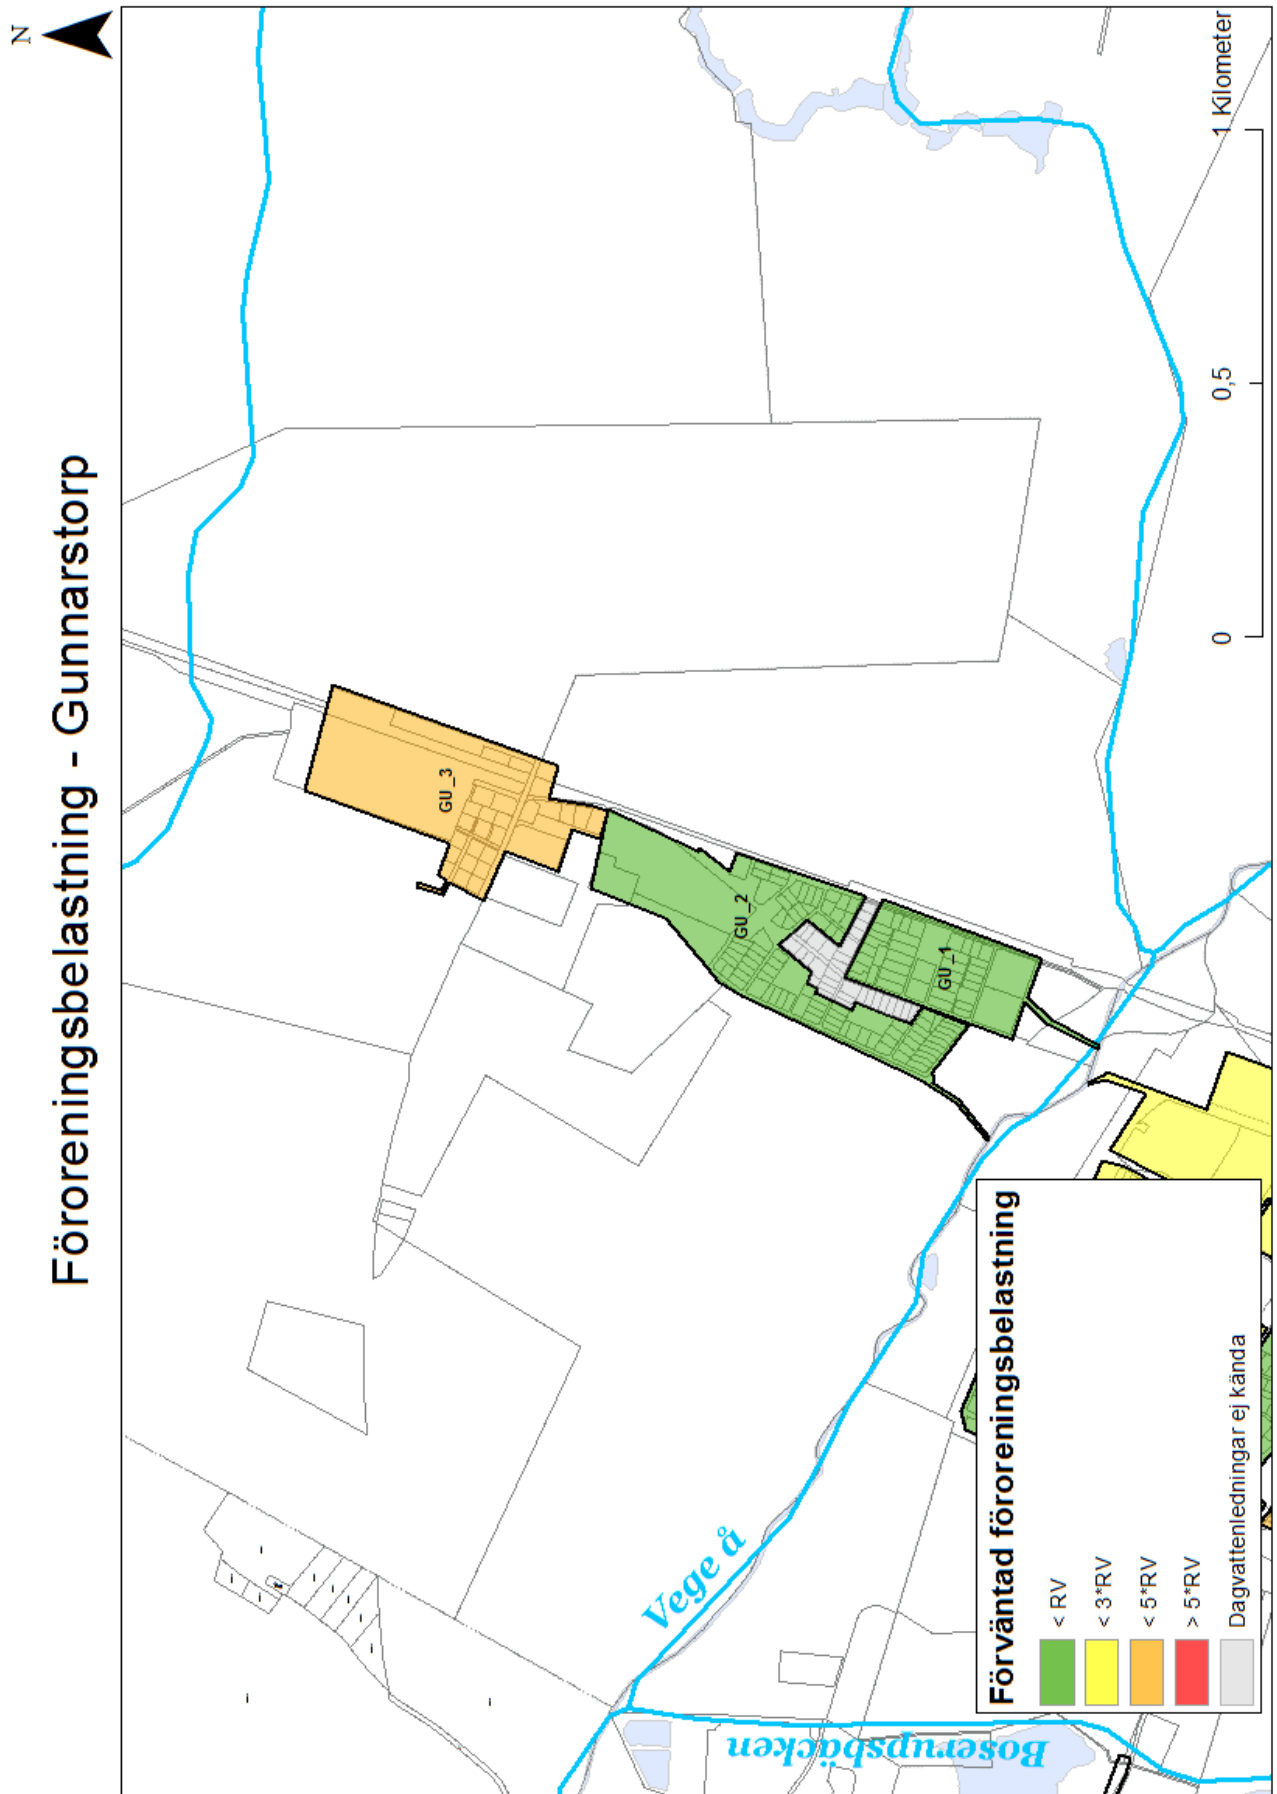 Föroreningsbelastning - Gunnarstorp
N
GU_3
GU_2
GU_1
Vege å
Boserupsbäcken
Förväntad föroreningsbelastning
< RV
< 3*RV
< 5*RV
> 5*RV
Dagvattenledningar ej kända
0
0,5
1 Kilometer